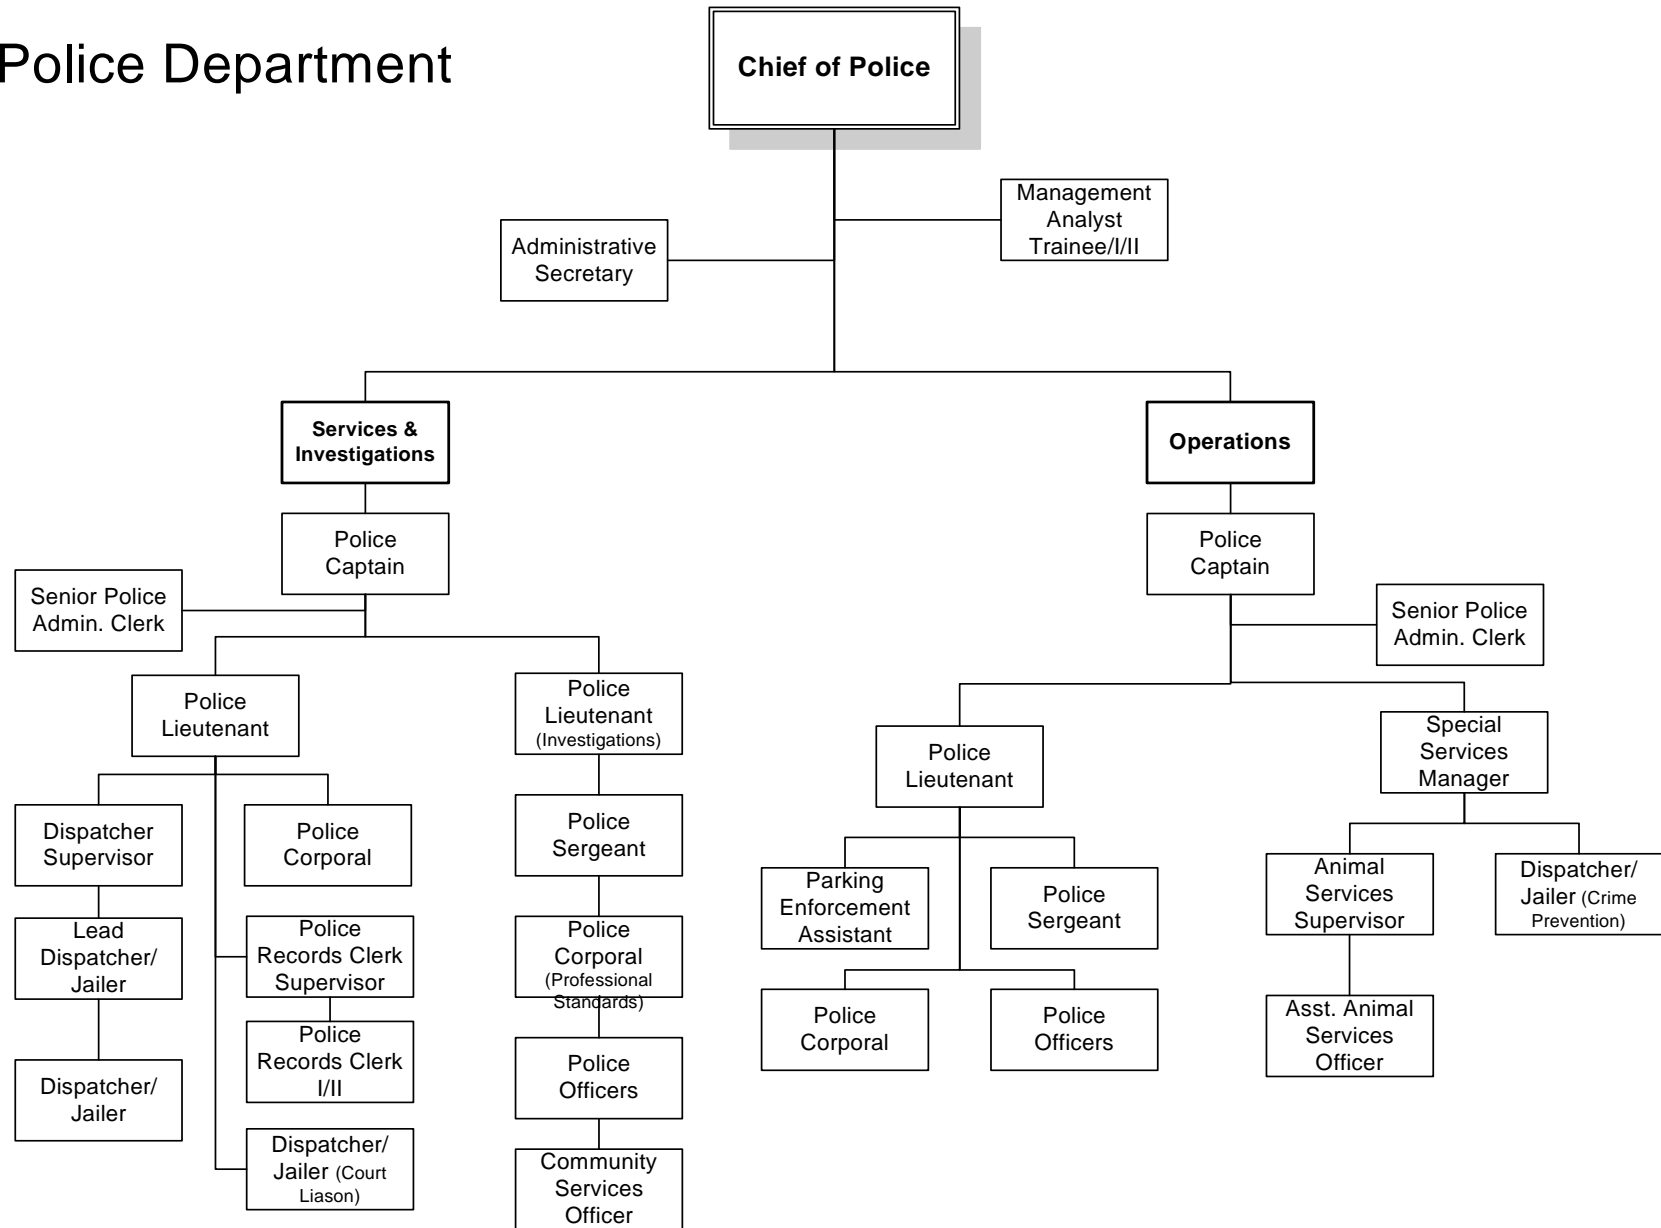 Police Department
Chief of Police
Management
Analyst
Trainee/I/II
Administrative
Secretary
Services &
Investigations
Operations
Police
Captain
Police
Captain
Senior Police
Admin. Clerk
Senior Police
Admin. Clerk
Police
Lieutenant
Police
Lieutenant
(Investigations)
Police
Lieutenant
Special
Services
Manager
Dispatcher
Supervisor
Police
Corporal
Police
Sergeant
Parking
Enforcement
Assistant
Police
Sergeant
Animal
Services
Supervisor
Dispatcher/
Jailer (Crime
Prevention)
Lead
Dispatcher/
Jailer
Police
Records Clerk
Supervisor
Police
Corporal
(Professional
Standards)
Police
Corporal
Police
Officers
Asst. Animal
Services
Officer
Dispatcher/
Jailer
Police
Records Clerk
I/II
Police
Officers
Dispatcher/
Jailer (Court
Liason)
Community
Services
Officer